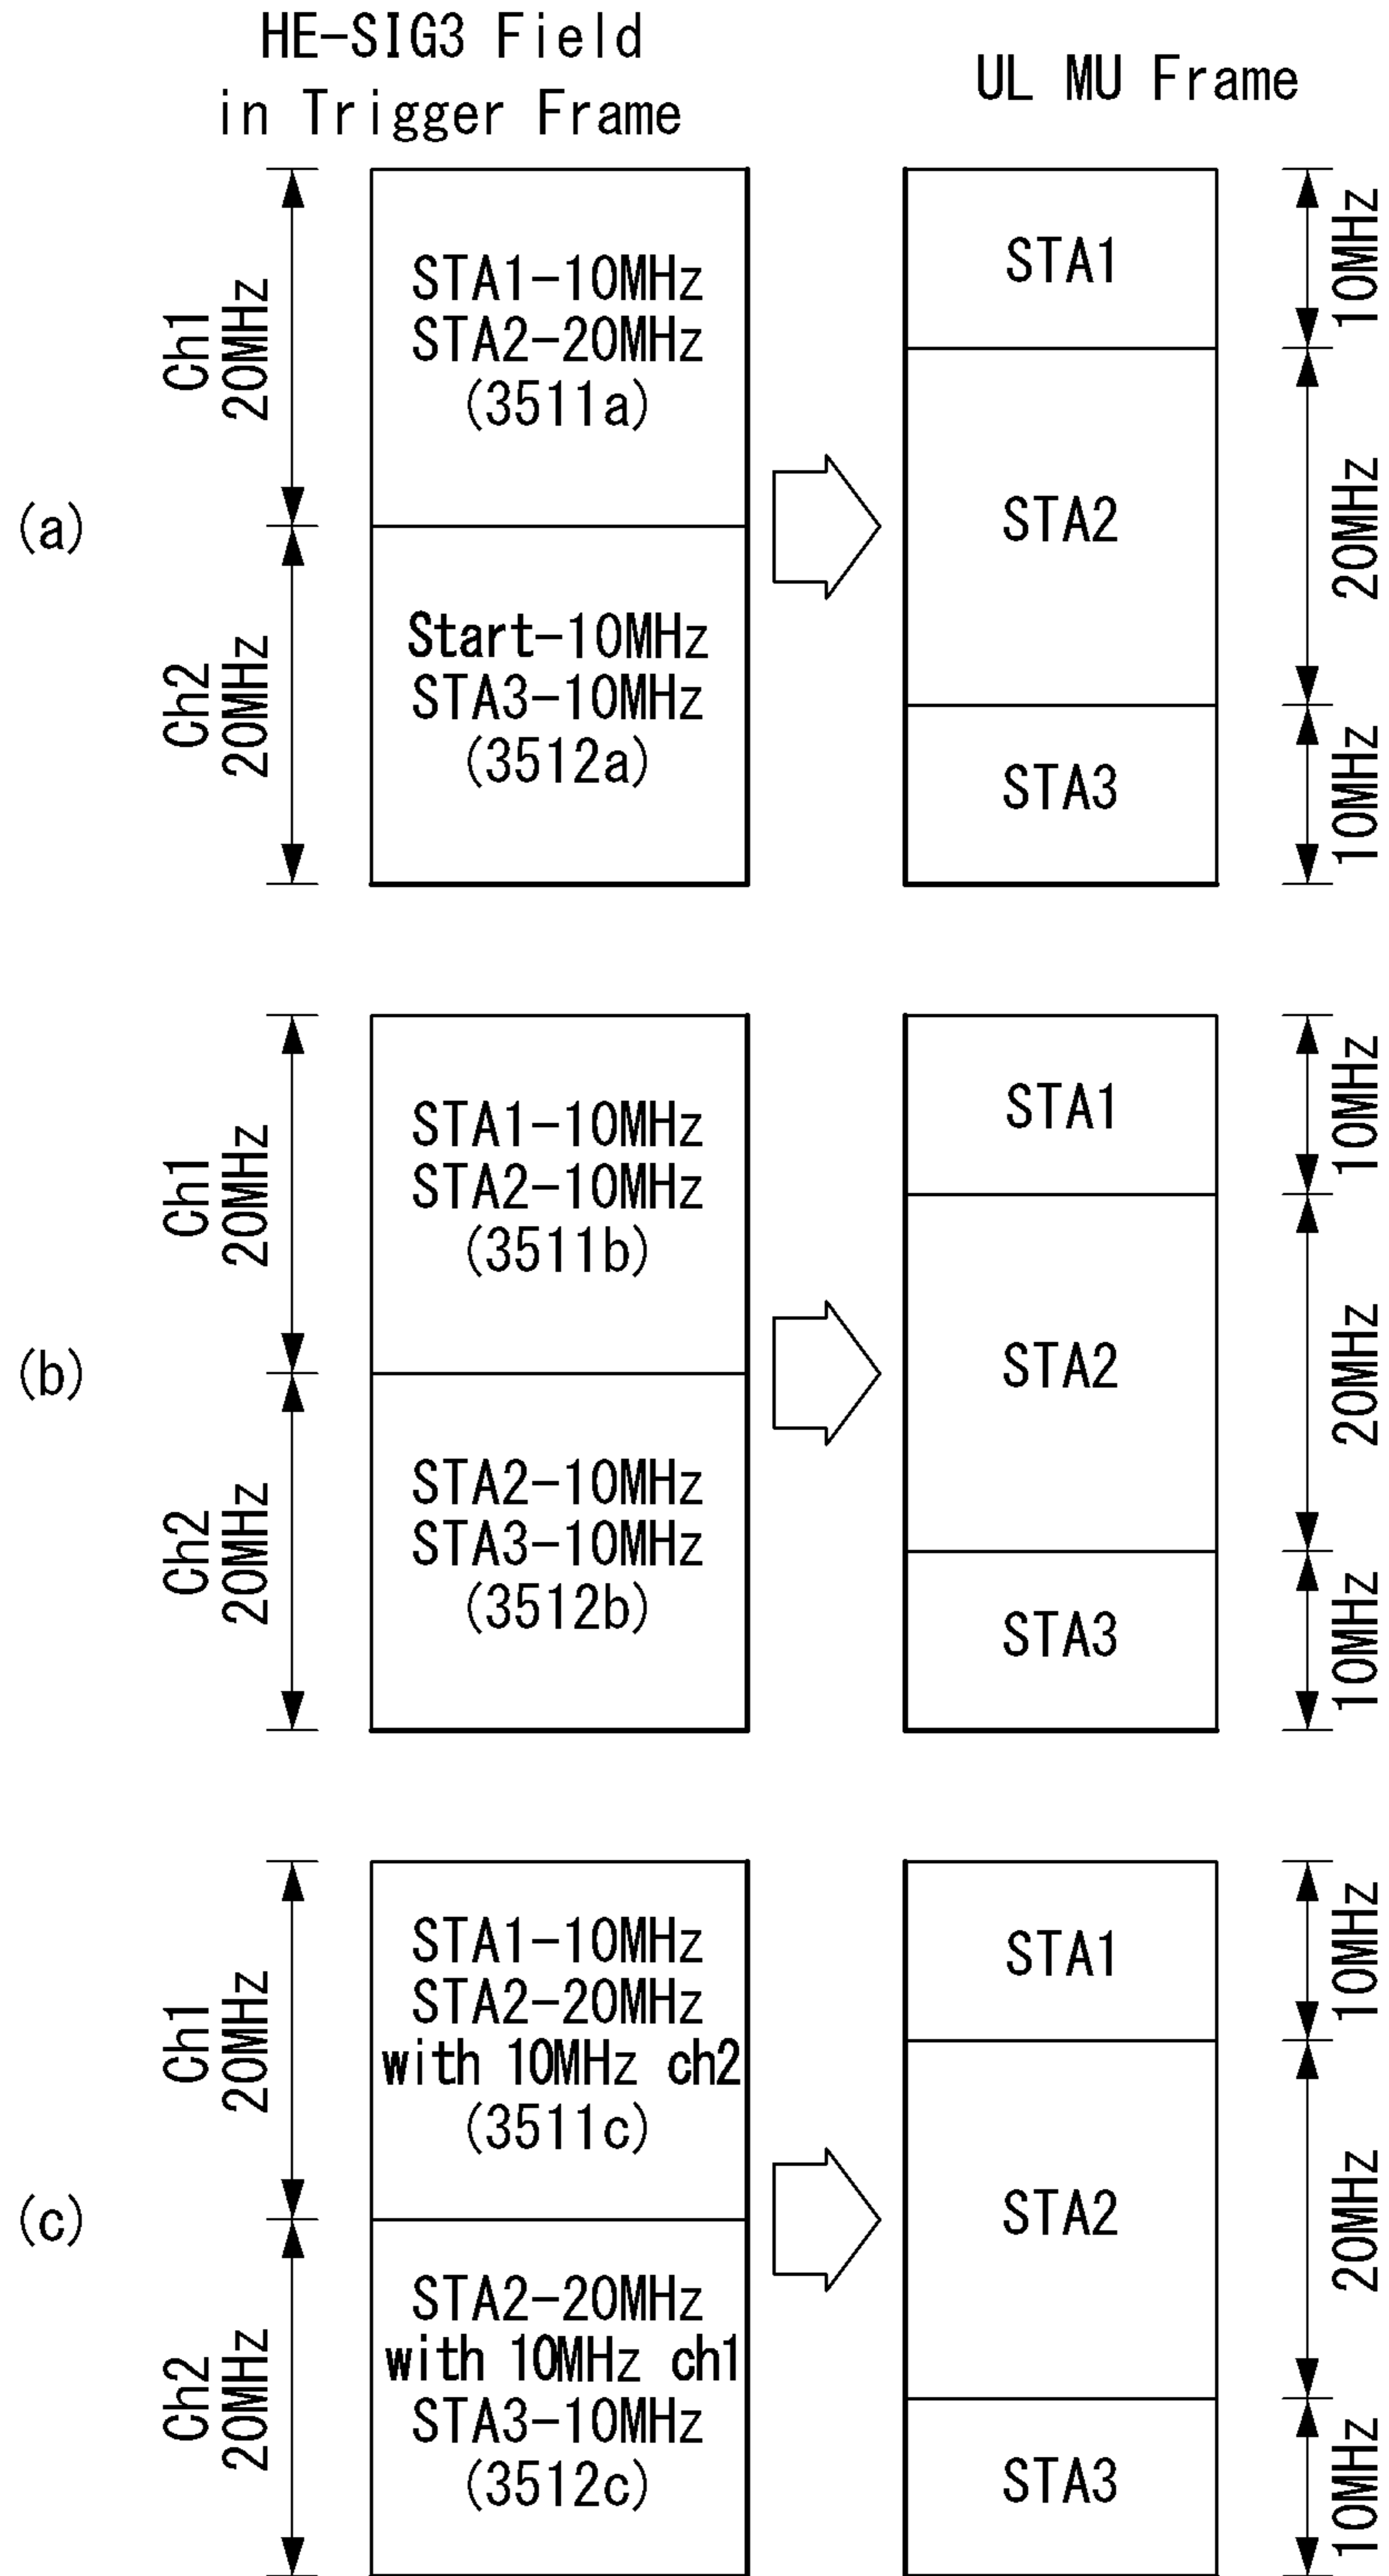 HE-SIG3 Field
in Trigger Frame
UL MU Frame
(a)
Ch1
20MHz
STA1-10MHz
STA2-20MHz
(3511a)
Ch2
20MHz
Start-10MHz
STA3-10MHz
(3512a)
STA1
10MHz
STA2
20MHz
STA3
10MHz
(b)
Ch1
20MHz
STA1-10MHz
STA2-10MHz
(3511b)
Ch2
20MHz
STA2-10MHz
STA3-10MHz
(3512b)
STA1
10MHz
STA2
20MHz
STA3
10MHz
(c)
Ch1
20MHz
STA1-10MHz
STA2-20MHz
with 10MHz ch2
(3511c)
Ch2
20MHz
STA2-20MHz
with 10MHz ch1
STA3-10MHz
(3512c)
STA1
10MHz
STA2
20MHz
STA3
10MHz